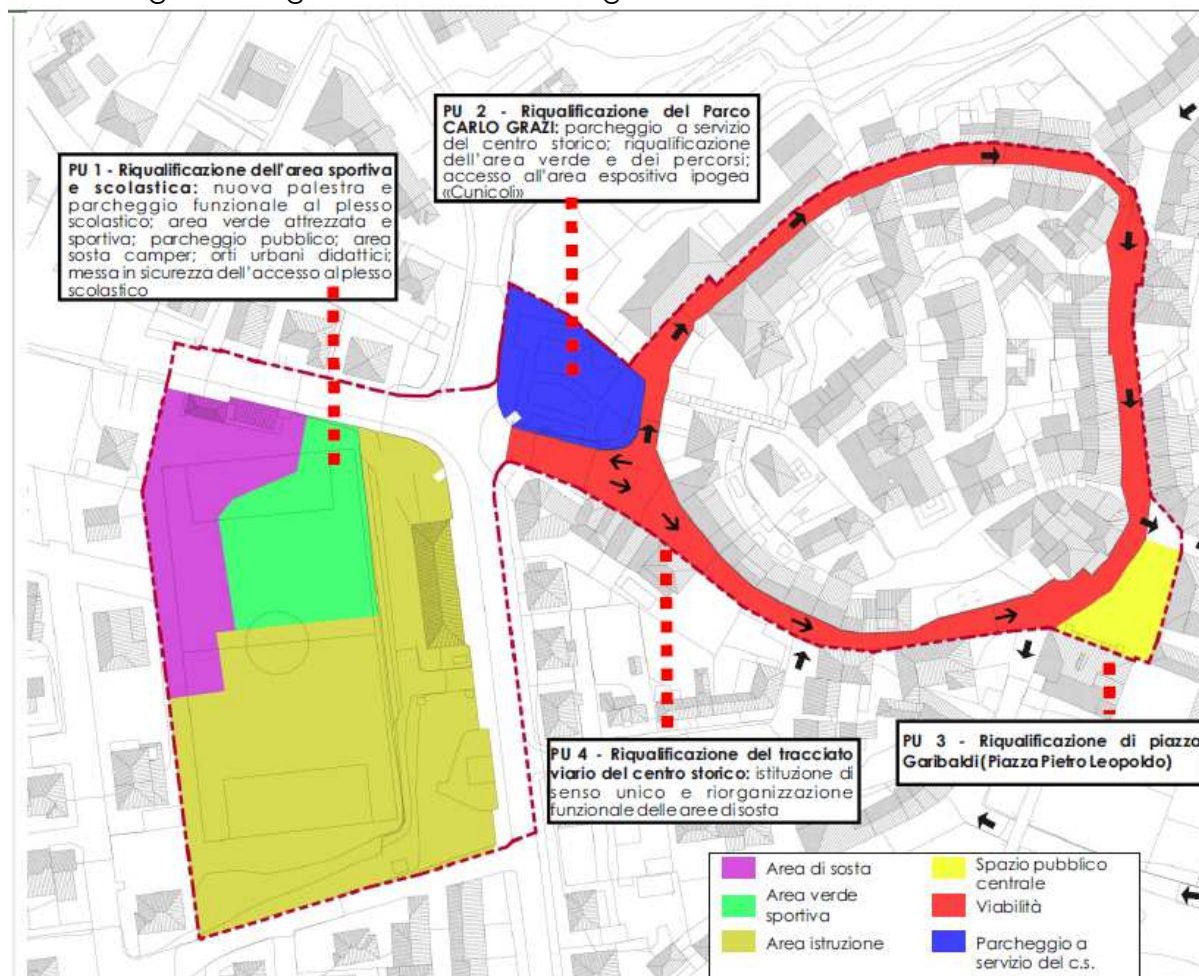 PU 2 - Riqualificazione del Parco
CARLO GRAZI: parcheggio a servizio
del centro storico; riqualificazione
dell'area verde e dei percorsi;
accesso all'area espositiva ipogea
«Cunicoli»
PU 1 - Riqualificazione dell'area sportiva
e scolastica: nuova palestra e
parcheggio funzionale al plesso
scolastico; area verde attrezzata e
sportiva; parcheggio pubblico; area
sosta camper; orti urbani didattici;
messa in sicurezza dell'accesso al plesso
scolastico
PU 4 - Riqualificazione del tracciato
viario del centro storico: istituzione di
senso unico e riorganizzazione
funzionale delle aree di sosta
PU 3 - Riqualificazione di piazza
Garibaldi (Piazza Pietro Leopoldo)
Area di sosta
Area verde
sportiva
Area istruzione
Spazio pubblico
centrale
Viabilità
Parcheggio a
servizio del c.s.